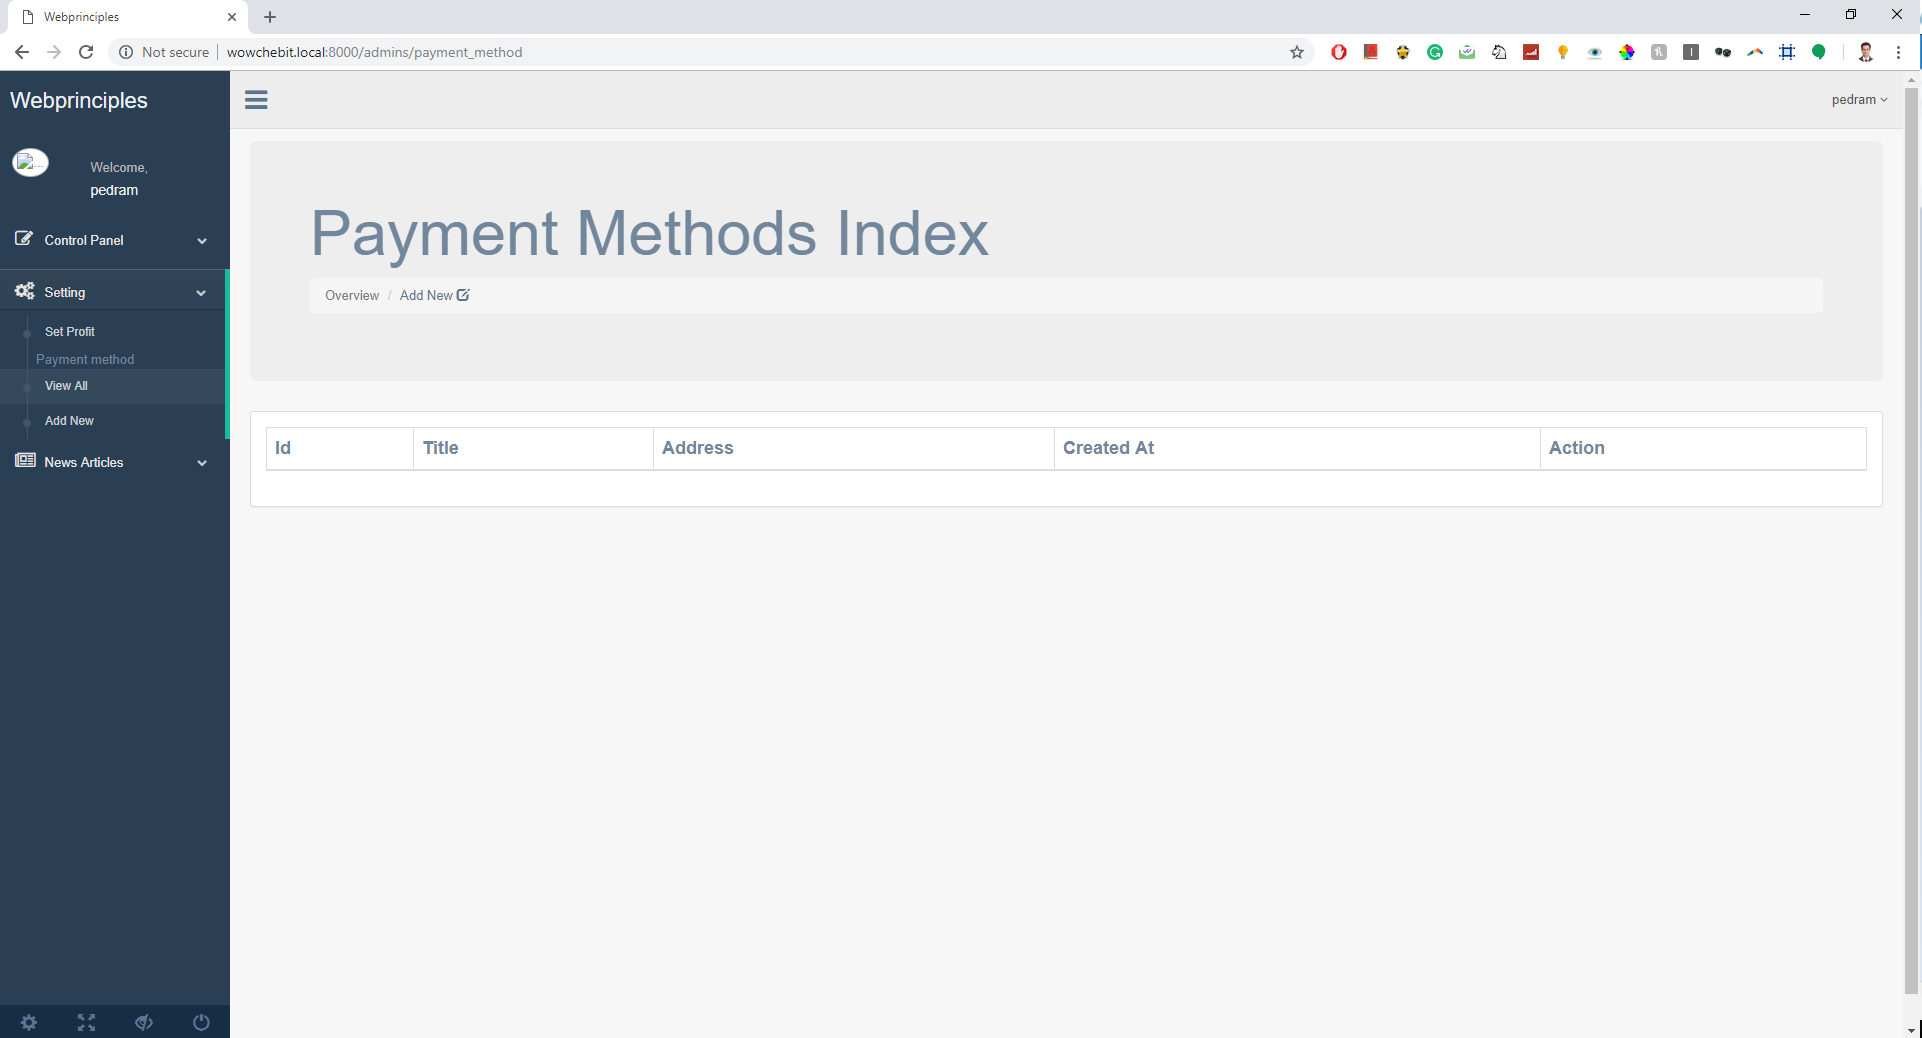 Webprinciples
Not secure
wowchebit.local:8000/admins/payment_method
Webprinciples
pedram
Welcome,
pedram
Control Panel
Setting
Set Profit
Payment method
View All
Add New
News Articles
Payment Methods Index
Overview / Add New
Id Title Address Created At Action